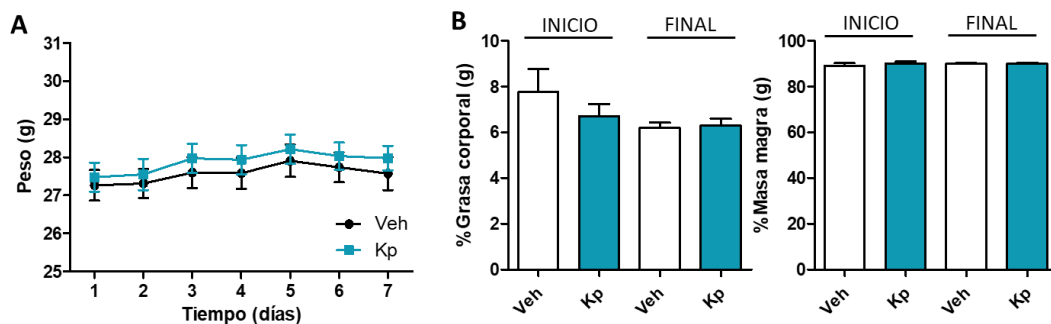 A
Peso (g)
31
30
29
28
27
26
25
1 2 3 4 5 6 7
Tiempo (días)
Veh
Kp
B
INICIO FINAL
%Grasa corporal (g)
10
8
6
4
2
0
Veh Kp Veh Kp
INICIO FINAL
%Masa magra (g)
100
80
60
40
20
0
Veh Kp Veh Kp